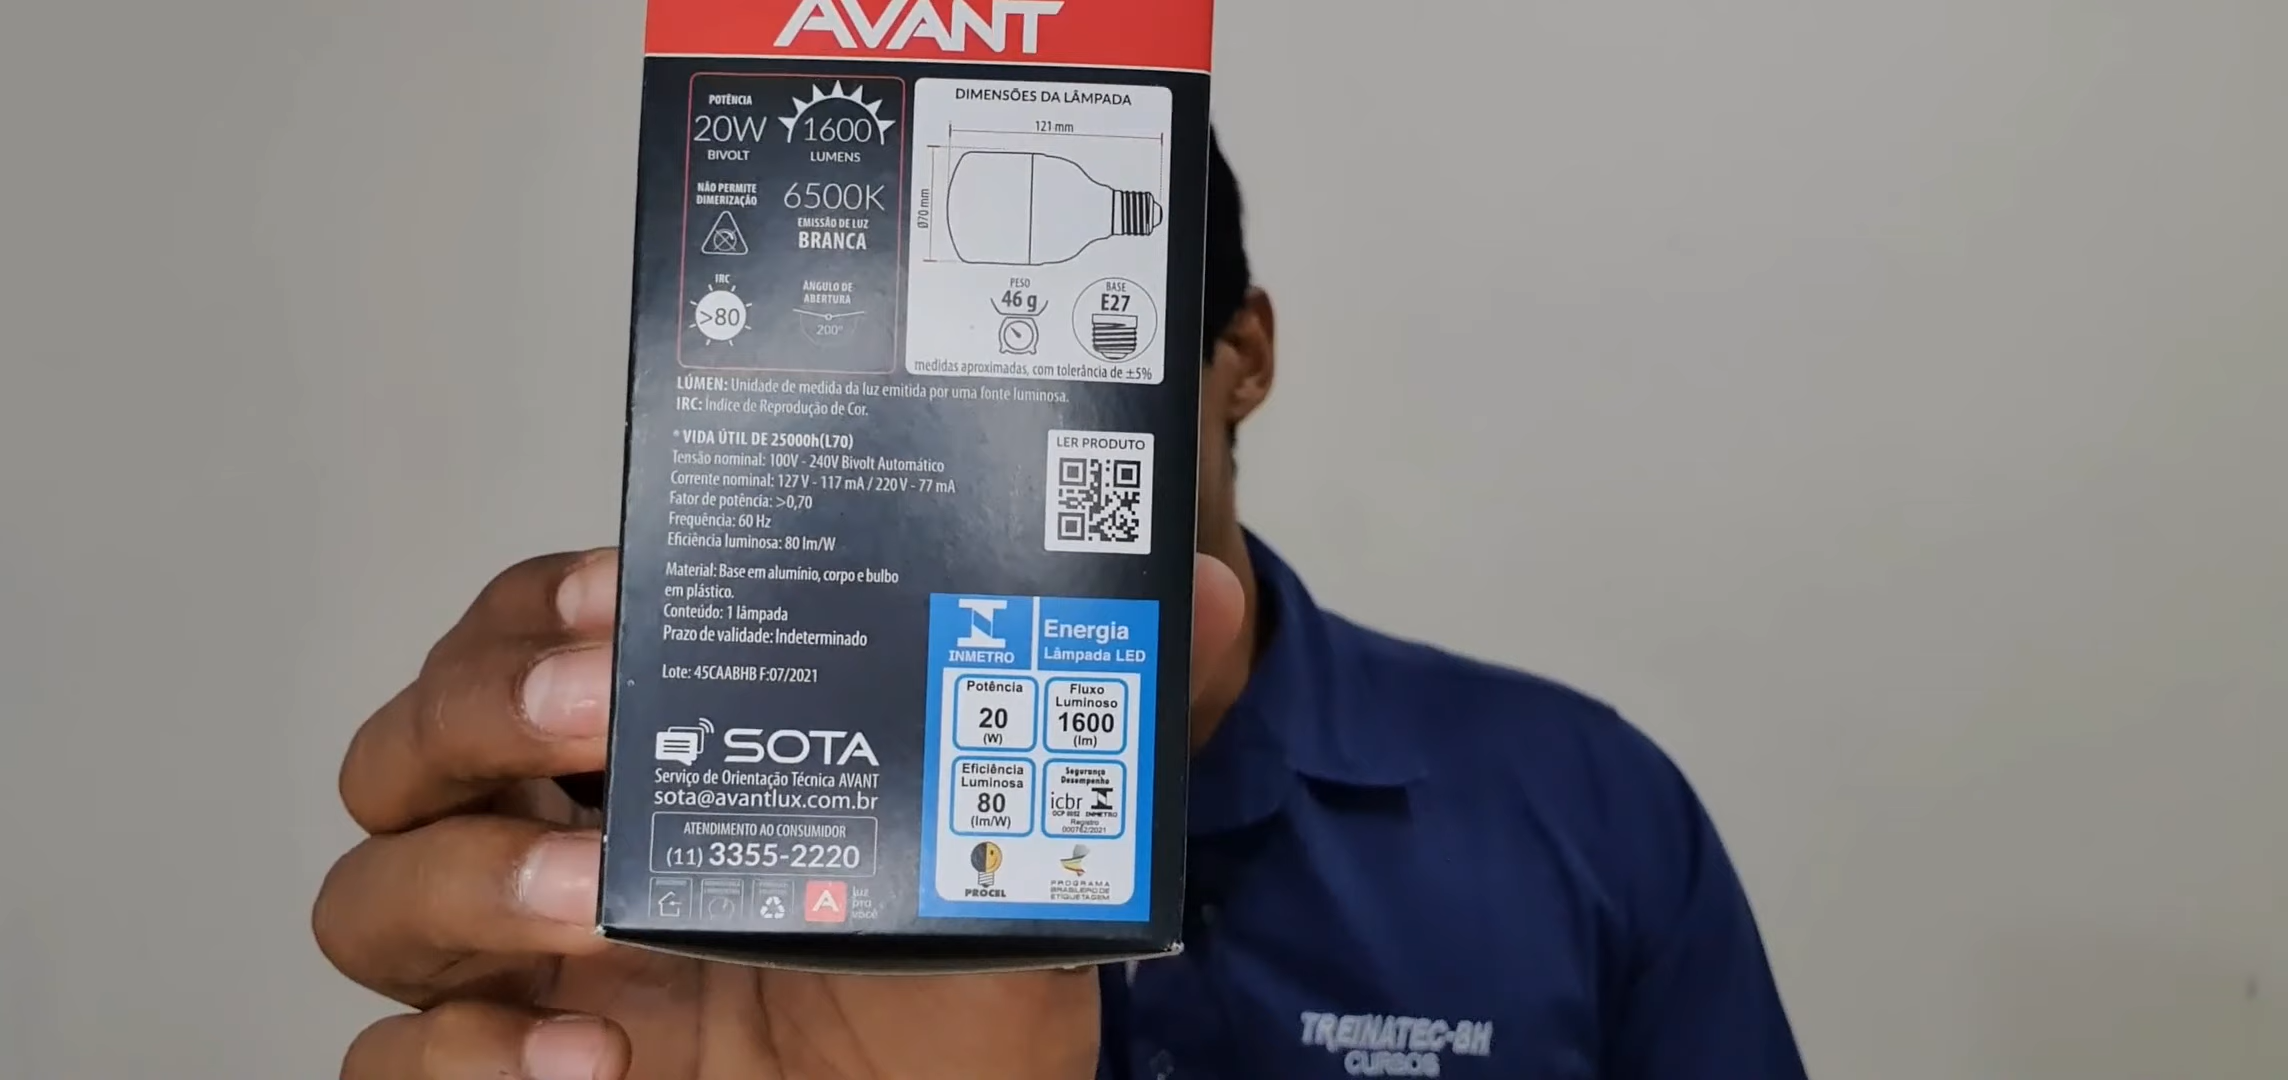 AVANT
POTÊNCIA
20W
BIVOLT
1600
LUMENS
NÃO PERMITE
DIMERIZAÇÃO
6500K
EMISSÃO DE LUZ
BRANCA
IRC
>80
ÂNGULO DE
ABERTURA
200°
DIMENSÕES DA LÂMPADA
121 mm
Ø70 mm
PESO
46 g
BASE
E27
medidas aproximadas, com tolerância de ±5%
LÚMEN: Unidade de medida da luz emitida por uma fonte luminosa.
IRC: Índice de Reprodução de Cor.
* VIDA ÚTIL DE 25000h(L70)
Tensão nominal: 100V - 240V Bivolt Automático
Corrente nominal: 127 V - 117 mA / 220 V - 77 mA
Fator de potência: >0,70
Frequência: 60 Hz
Eficiência luminosa: 80 lm/W
LER PRODUTO
Material: Base em alumínio, corpo e bulbo
em plástico.
Conteúdo: 1 lâmpada
Prazo de validade: Indeterminado
Lote: 45CAABHB F:07/2021
SOTA
Serviço de Orientação Técnica AVANT
sota@avantlux.com.br
ATENDIMENTO AO CONSUMIDOR
(11) 3355-2220
A
luz
pra
você
INMETRO
Energia
Lâmpada LED
Potência
20
(W)
Fluxo
Luminoso
1600
(lm)
Eficiência
Luminosa
80
(lm/W)
Segurança
Desempenho
icbr
OCP 0052 INMETRO
Registro
000762/2021
PROCEL
PROGRAMA
BRASILEIRO DE
ETIQUETAGEM
TREINATEC-BH
CURSOS